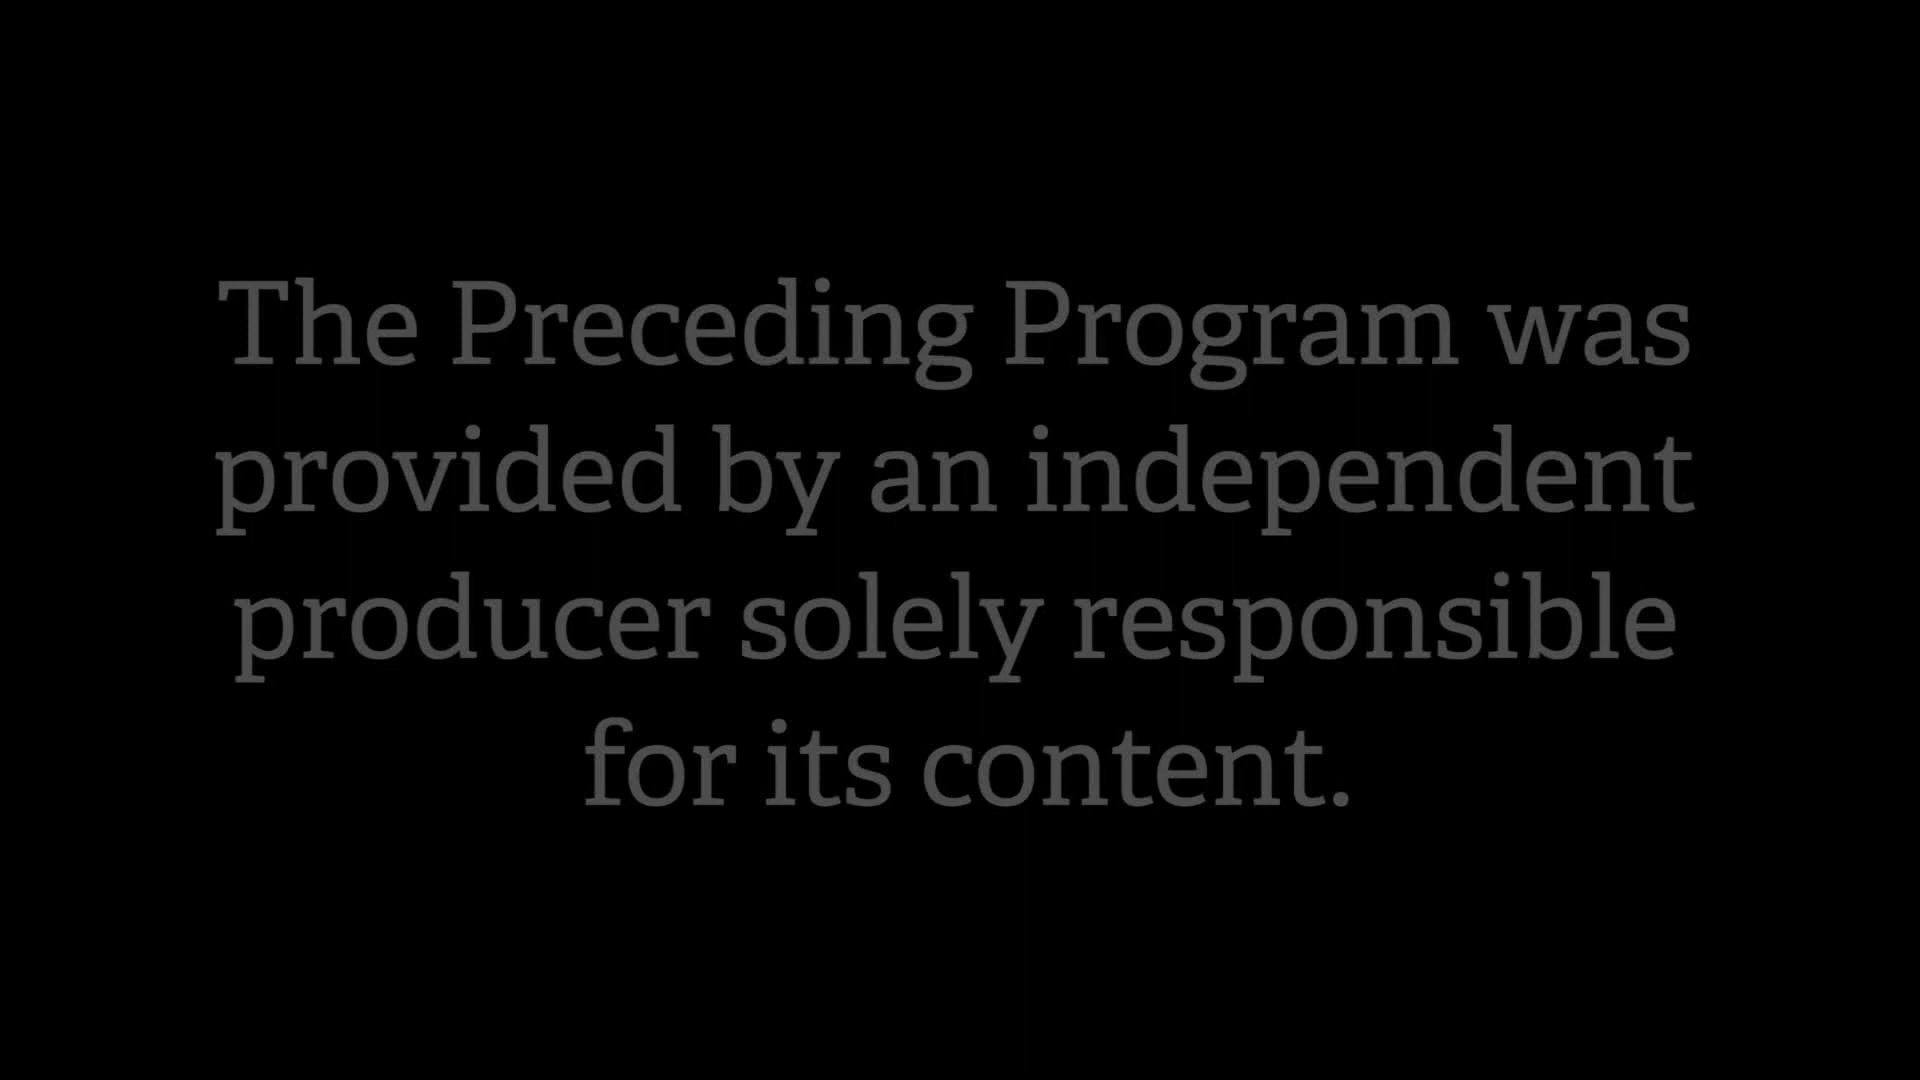 The Preceding Program was
provided by an independent
producer solely responsible
for its content.